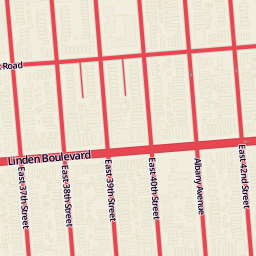 Road
Linden Boulevard
East 37th Street
East 38th Street
East 39th Street
East 40th Street
Albany Avenue
East 42nd Street